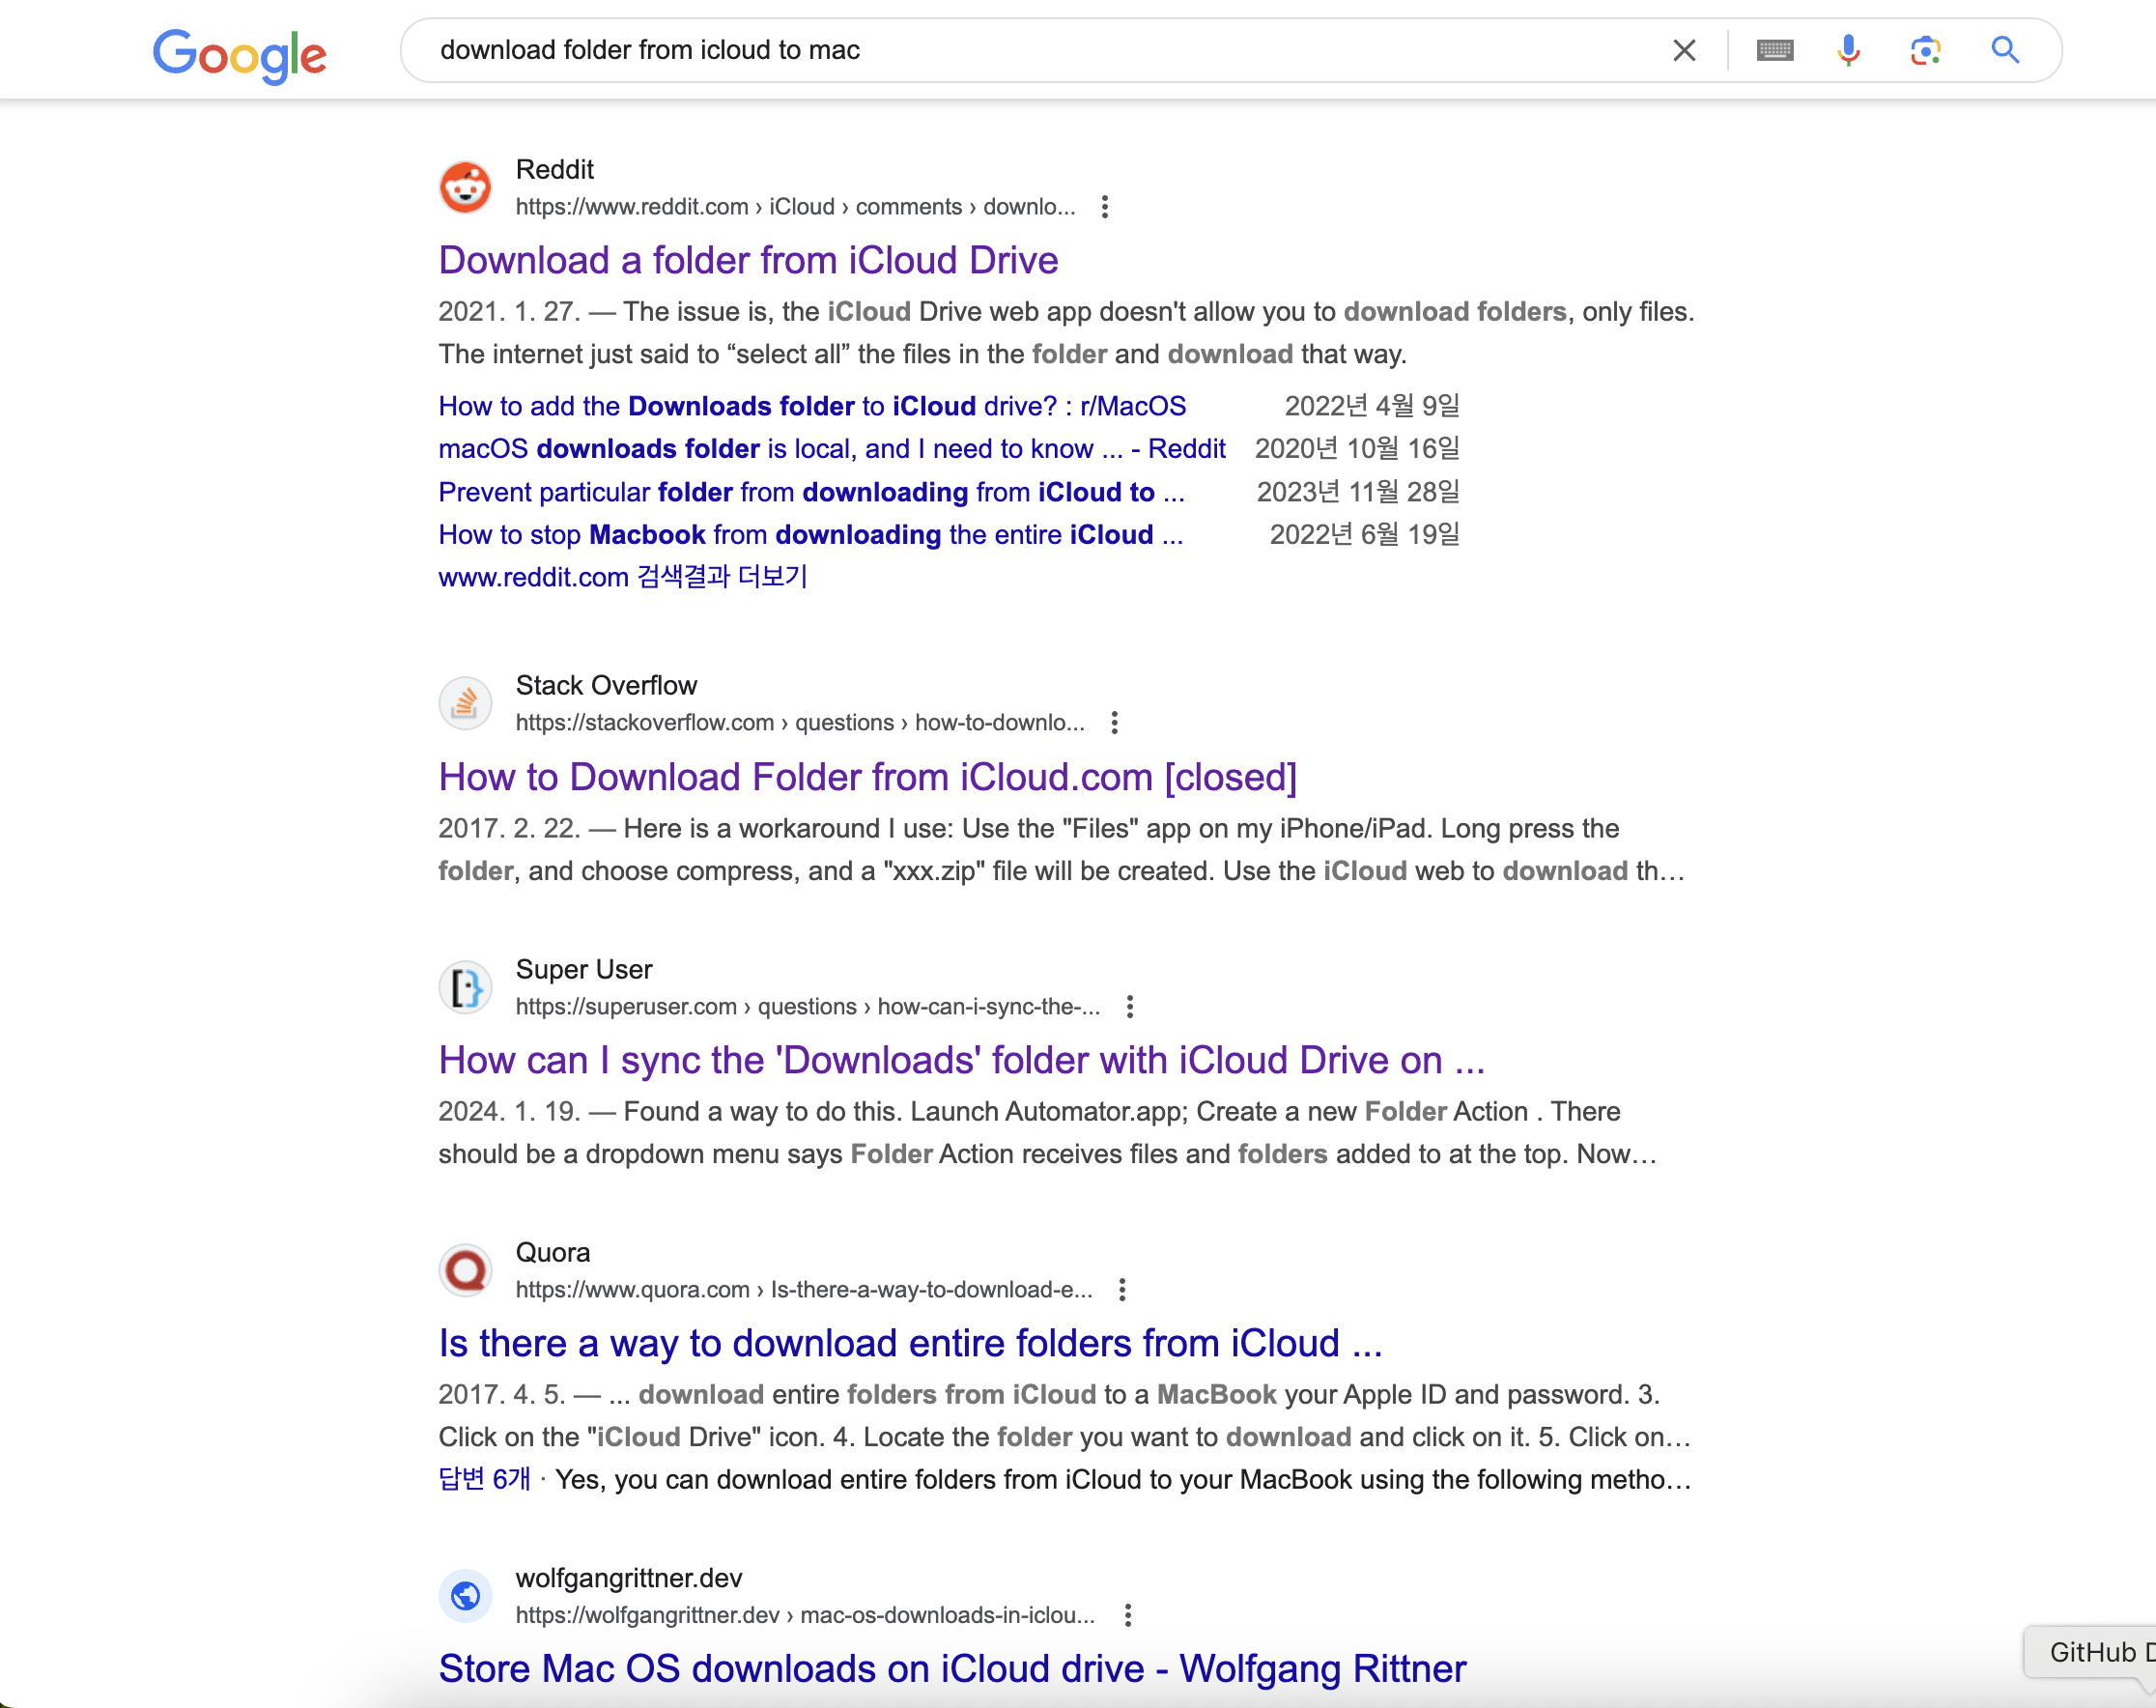 Google
download folder from icloud to mac
Reddit
https://www.reddit.com › iCloud › comments › downlo...
Download a folder from iCloud Drive
2021. 1. 27. — The issue is, the iCloud Drive web app doesn't allow you to download folders, only files.
The internet just said to “select all” the files in the folder and download that way.
How to add the Downloads folder to iCloud drive? : r/MacOS 2022년 4월 9일
macOS downloads folder is local, and I need to know ... - Reddit 2020년 10월 16일
Prevent particular folder from downloading from iCloud to ... 2023년 11월 28일
How to stop Macbook from downloading the entire iCloud ... 2022년 6월 19일
www.reddit.com 검색결과 더보기
Stack Overflow
https://stackoverflow.com › questions › how-to-downlo...
How to Download Folder from iCloud.com [closed]
2017. 2. 22. — Here is a workaround I use: Use the "Files" app on my iPhone/iPad. Long press the
folder, and choose compress, and a "xxx.zip" file will be created. Use the iCloud web to download th...
Super User
https://superuser.com › questions › how-can-i-sync-the-...
How can I sync the 'Downloads' folder with iCloud Drive on ...
2024. 1. 19. — Found a way to do this. Launch Automator.app; Create a new Folder Action . There
should be a dropdown menu says Folder Action receives files and folders added to at the top. Now...
Quora
https://www.quora.com › Is-there-a-way-to-download-e...
Is there a way to download entire folders from iCloud ...
2017. 4. 5. — ... download entire folders from iCloud to a MacBook your Apple ID and password. 3.
Click on the "iCloud Drive" icon. 4. Locate the folder you want to download and click on it. 5. Click on...
답변 6개 · Yes, you can download entire folders from iCloud to your MacBook using the following metho...
wolfgangrittner.dev
https://wolfgangrittner.dev › mac-os-downloads-in-iclou...
Store Mac OS downloads on iCloud drive - Wolfgang Rittner
GitHub D